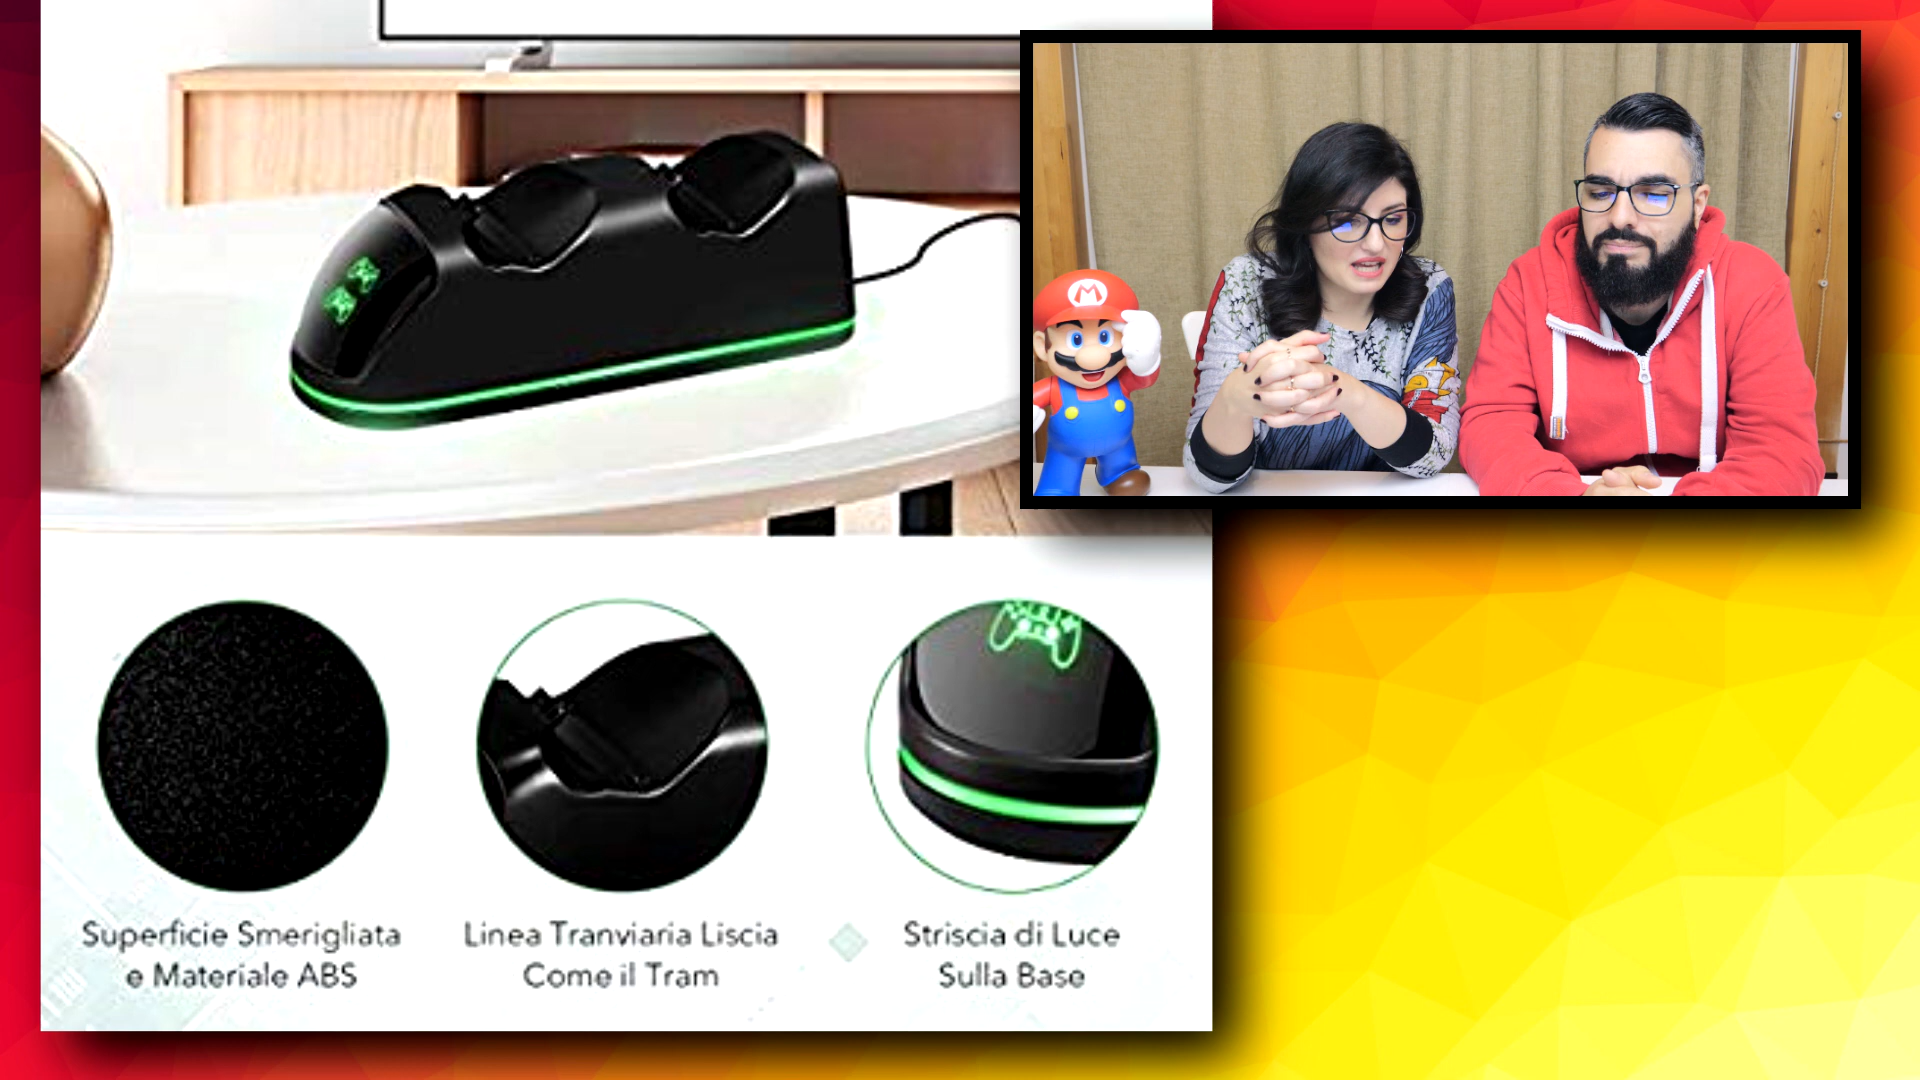 M
Superficie Smerigliata
e Materiale ABS
Linea Tranviaria Liscia
Come il Tram
Striscia di Luce
Sulla Base